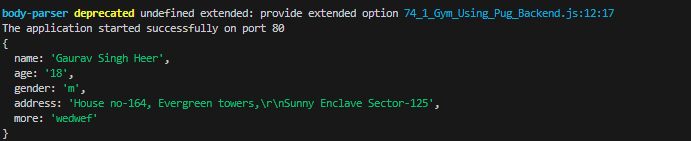 body-parser deprecated undefined extended: provide extended option 74_1_Gym_Using_Pug_Backend.js:12:17
The application started successfully on port 80
{
  name: 'Gaurav Singh Heer',
  age: '18',
  gender: 'm',
  address: 'House no-164, Evergreen towers,\r\nSunny Enclave Sector-125',
  more: 'wedwef'
}